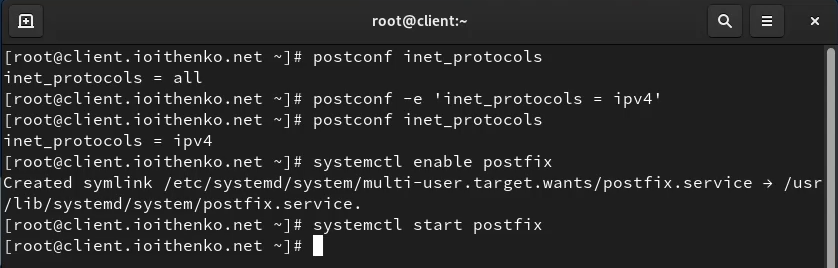 root@client:~
[root@client.ioithenko.net ~]# postconf inet_protocols
inet_protocols = all
[root@client.ioithenko.net ~]# postconf -e 'inet_protocols = ipv4'
[root@client.ioithenko.net ~]# postconf inet_protocols
inet_protocols = ipv4
[root@client.ioithenko.net ~]# systemctl enable postfix
Created symlink /etc/systemd/system/multi-user.target.wants/postfix.service → /usr
/lib/systemd/system/postfix.service.
[root@client.ioithenko.net ~]# systemctl start postfix
[root@client.ioithenko.net ~]#